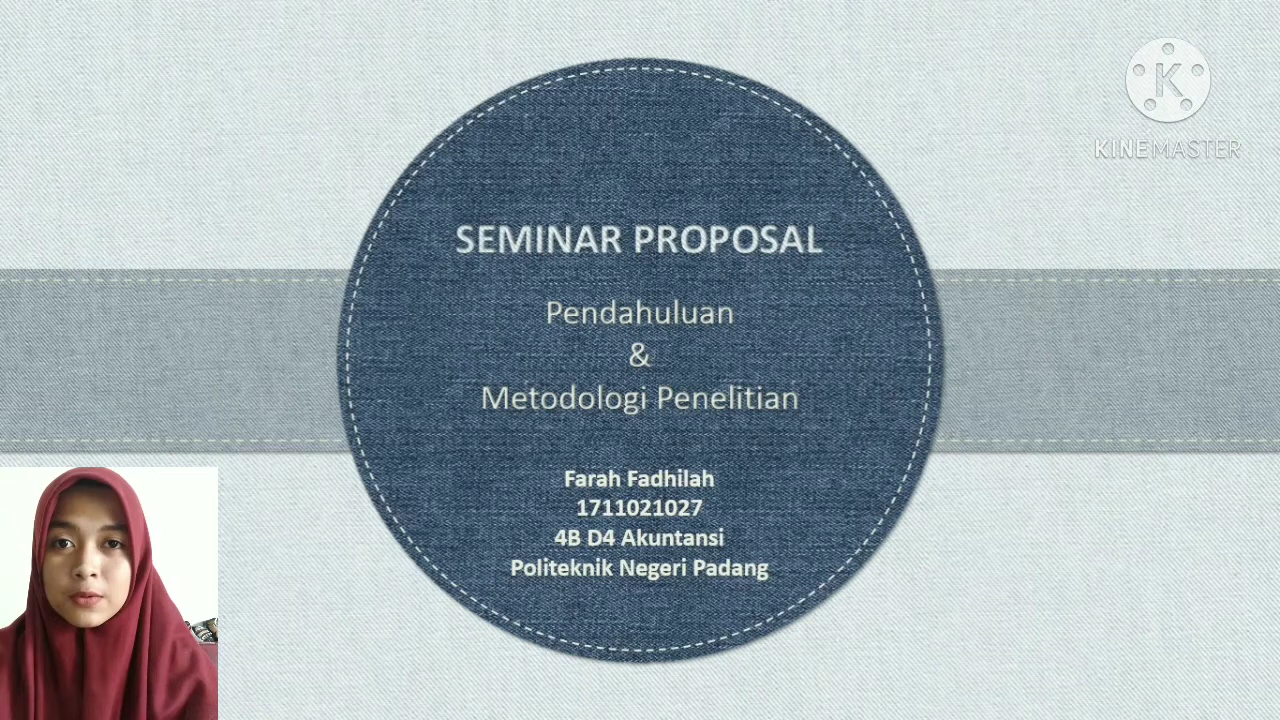 K
KINEMASTER
SEMINAR PROPOSAL
Pendahuluan
&
Metodologi Penelitian
Farah Fadhilah
1711021027
4B D4 Akuntansi
Politeknik Negeri Padang